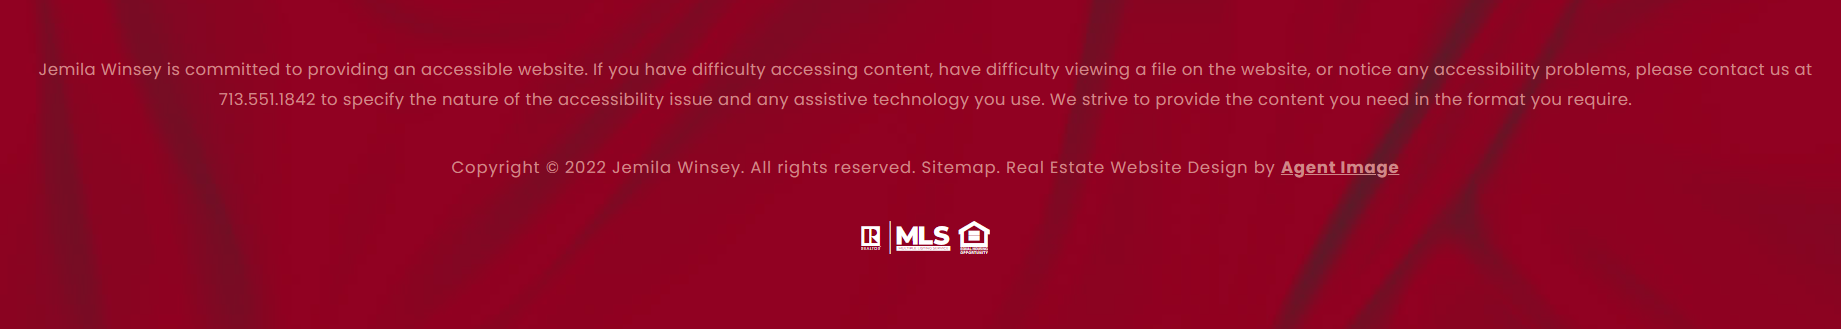 Jemila Winsey is committed to providing an accessible website. If you have difficulty accessing content, have difficulty viewing a file on the website, or notice any accessibility problems, please contact us at
713.551.1842 to specify the nature of the accessibility issue and any assistive technology you use. We strive to provide the content you need in the format you require.
Copyright © 2022 Jemila Winsey. All rights reserved. Sitemap. Real Estate Website Design by Agent Image
R MLS
REALTOR
OPPORTUNITY